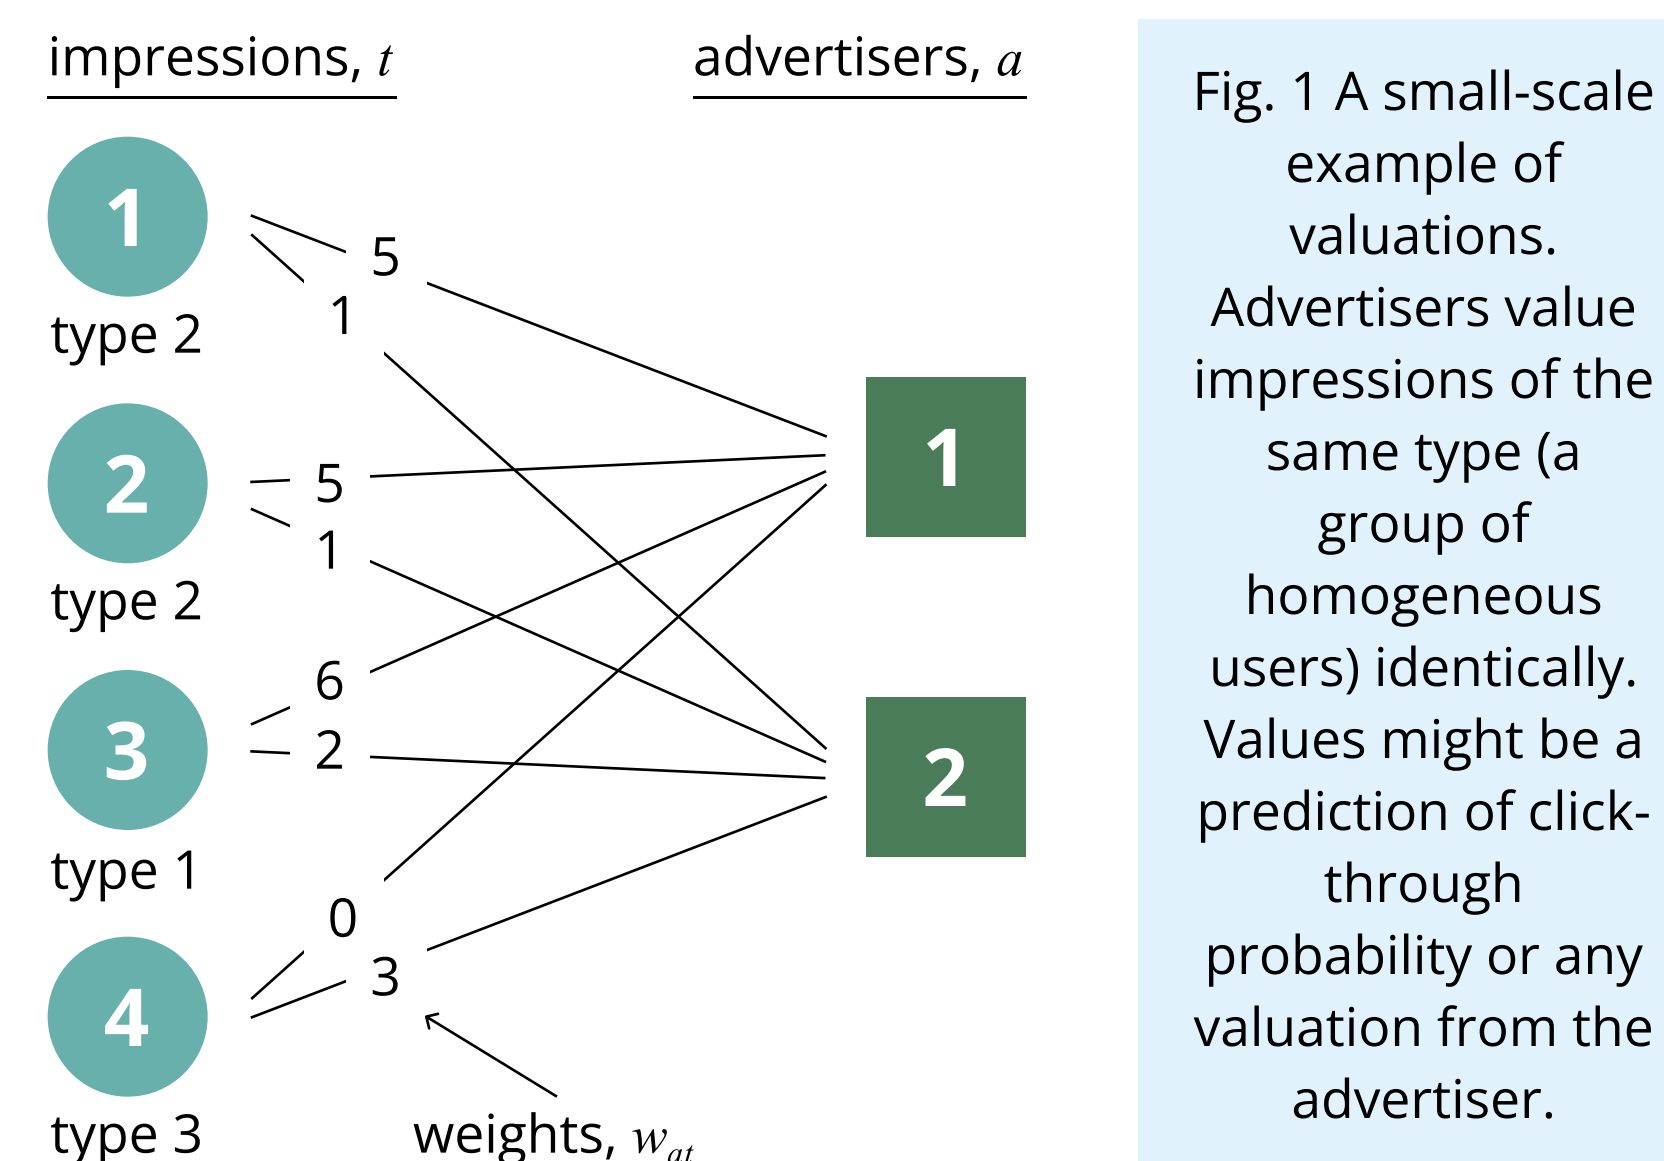 impressions, t
advertisers, a
1
type 2
5
1
2
type 2
5
1
3
type 1
6
2
4
type 3
0
3
1
2
weights, w_at
Fig. 1 A small-scale
example of
valuations.
Advertisers value
impressions of the
same type (a
group of
homogeneous
users) identically.
Values might be a
prediction of click-
through
probability or any
valuation from the
advertiser.